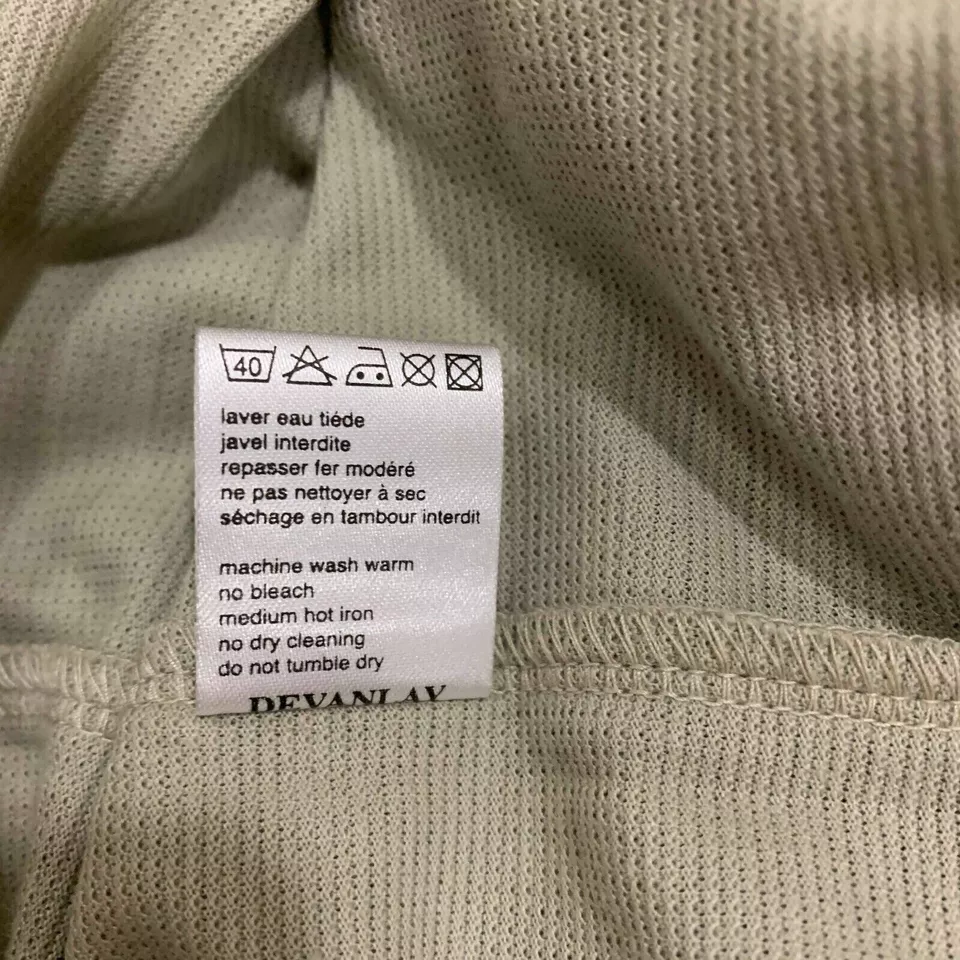 40
laver eau tiéde
javel interdite
repasser fer modéré
ne pas nettoyer à sec
séchage en tambour interdit
machine wash warm
no bleach
medium hot iron
no dry cleaning
do not tumble dry
DEVANLAY